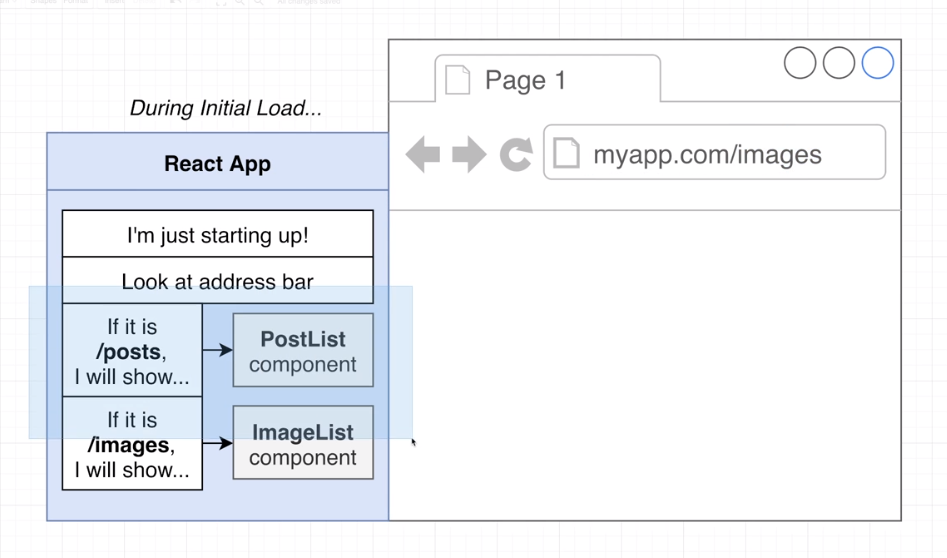 During Initial Load...
React App
I'm just starting up!
Look at address bar
If it is
/posts,
I will show...
PostList
component
If it is
/images,
I will show...
ImageList
component
Page 1
myapp.com/images